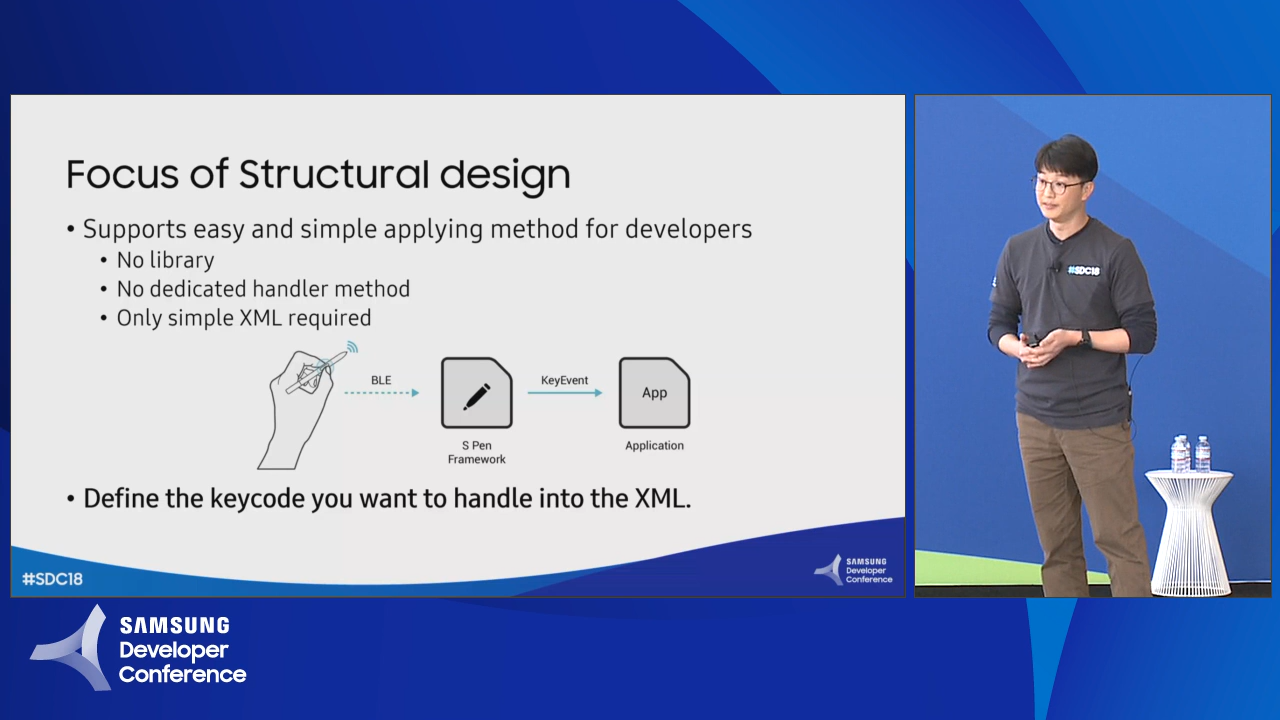 Focus of Structural design
• Supports easy and simple applying method for developers
• No library
• No dedicated handler method
• Only simple XML required
BLE
KeyEvent
App
S Pen
Framework
Application
• Define the keycode you want to handle into the XML.
#SDC18
SAMSUNG
Developer
Conference
#SDC18
SAMSUNG
Developer
Conference